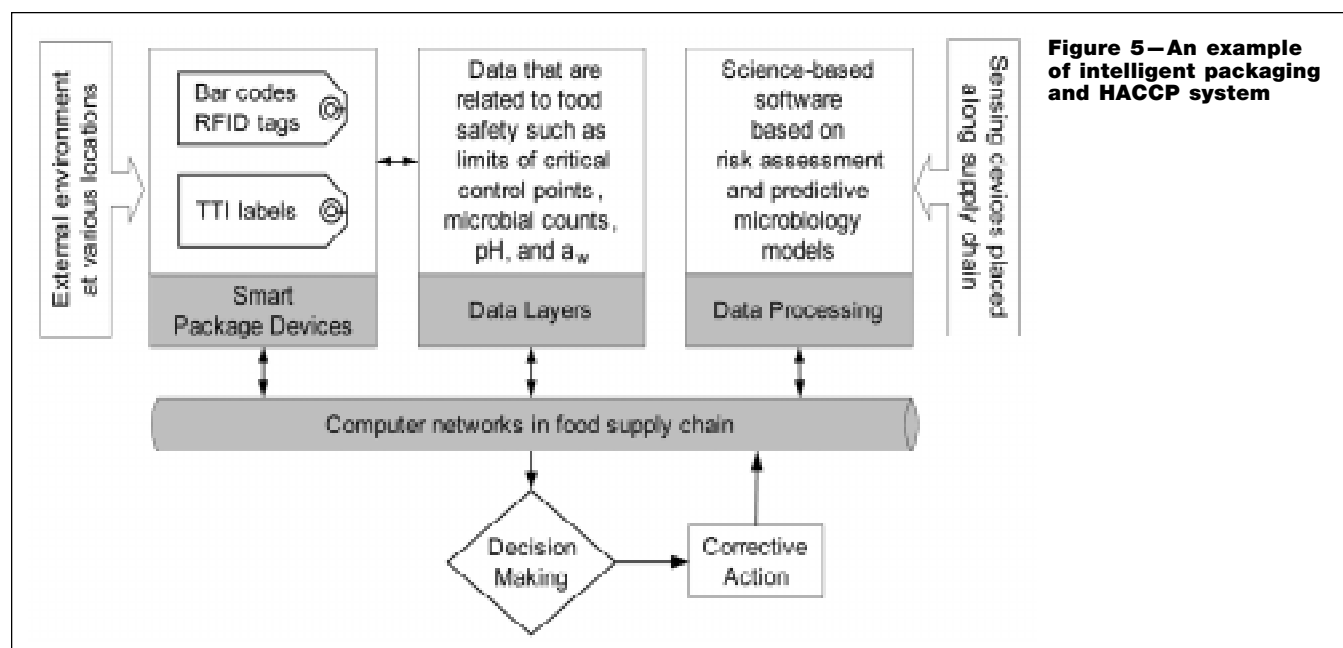 External environment
at various locations
Bar codes
RFID tags
TTI labels
Smart
Package Devices
Data that are
related to food
safety such as
limits of critical
control points,
microbial counts,
pH, and aw
Data Layers
Science-based
software
based on
risk assessment
and predictive
microbiology
models
Data Processing
Sensing devices placed
along supply chain
Figure 5—An example
of intelligent packaging
and HACCP system
Computer networks in food supply chain
Decision
Making
Corrective
Action